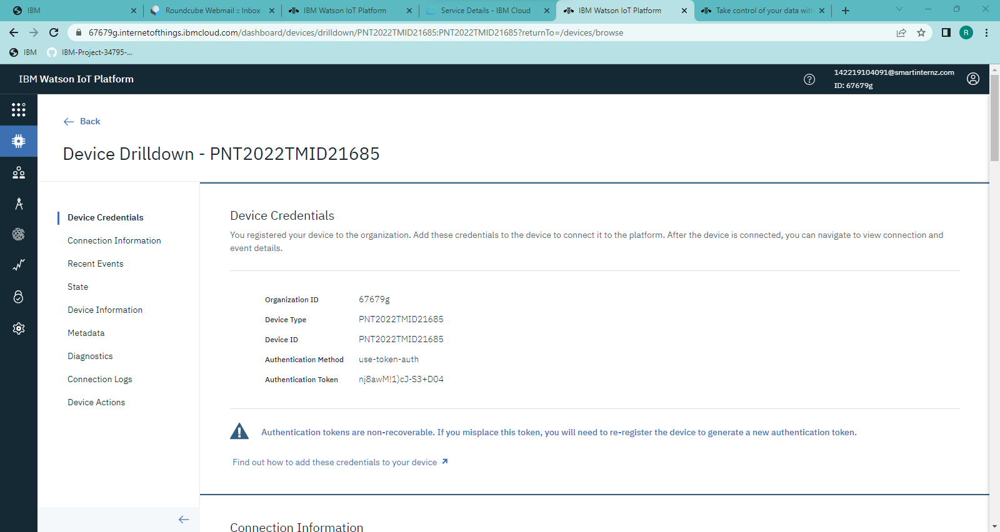 IBM
Roundcube Webmail :: Inbox
IBM Watson IoT Platform
Service Details - IBM Cloud
IBM Watson IoT Platform
Take control of your data with
67679g.internetofthings.ibmcloud.com/dashboard/devices/drilldown/PNT2022TMID21685:PNT2022TMID21685?returnTo=/devices/browse
R
IBM
IBM-Project-34795-...
IBM Watson IoT Platform
142219104091@smartinternz.com
ID: 67679g
Back
Device Drilldown - PNT2022TMID21685
Device Credentials
Connection Information
Recent Events
State
Device Information
Metadata
Diagnostics
Connection Logs
Device Actions
Device Credentials
You registered your device to the organization. Add these credentials to the device to connect it to the platform. After the device is connected, you can navigate to view connection and
event details.
Organization ID 67679g
Device Type PNT2022TMID21685
Device ID PNT2022TMID21685
Authentication Method use-token-auth
Authentication Token nj8awM!1)cJ-S3+D04
Authentication tokens are non-recoverable. If you misplace this token, you will need to re-register the device to generate a new authentication token.
Find out how to add these credentials to your device
Connection Information